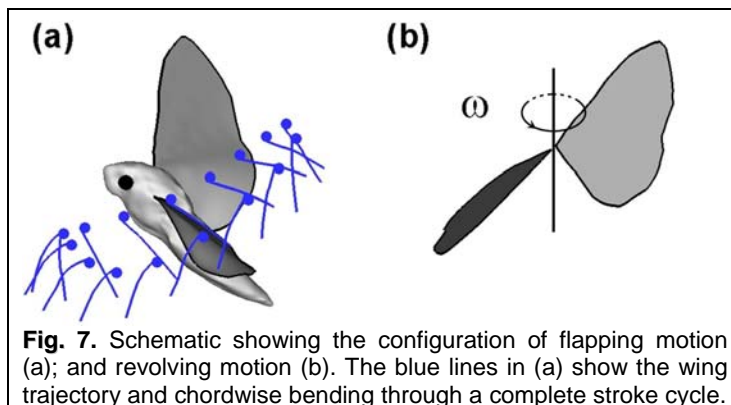 (a)
(b)
ω
Fig. 7. Schematic showing the configuration of flapping motion
(a); and revolving motion (b). The blue lines in (a) show the wing
trajectory and chordwise bending through a complete stroke cycle.